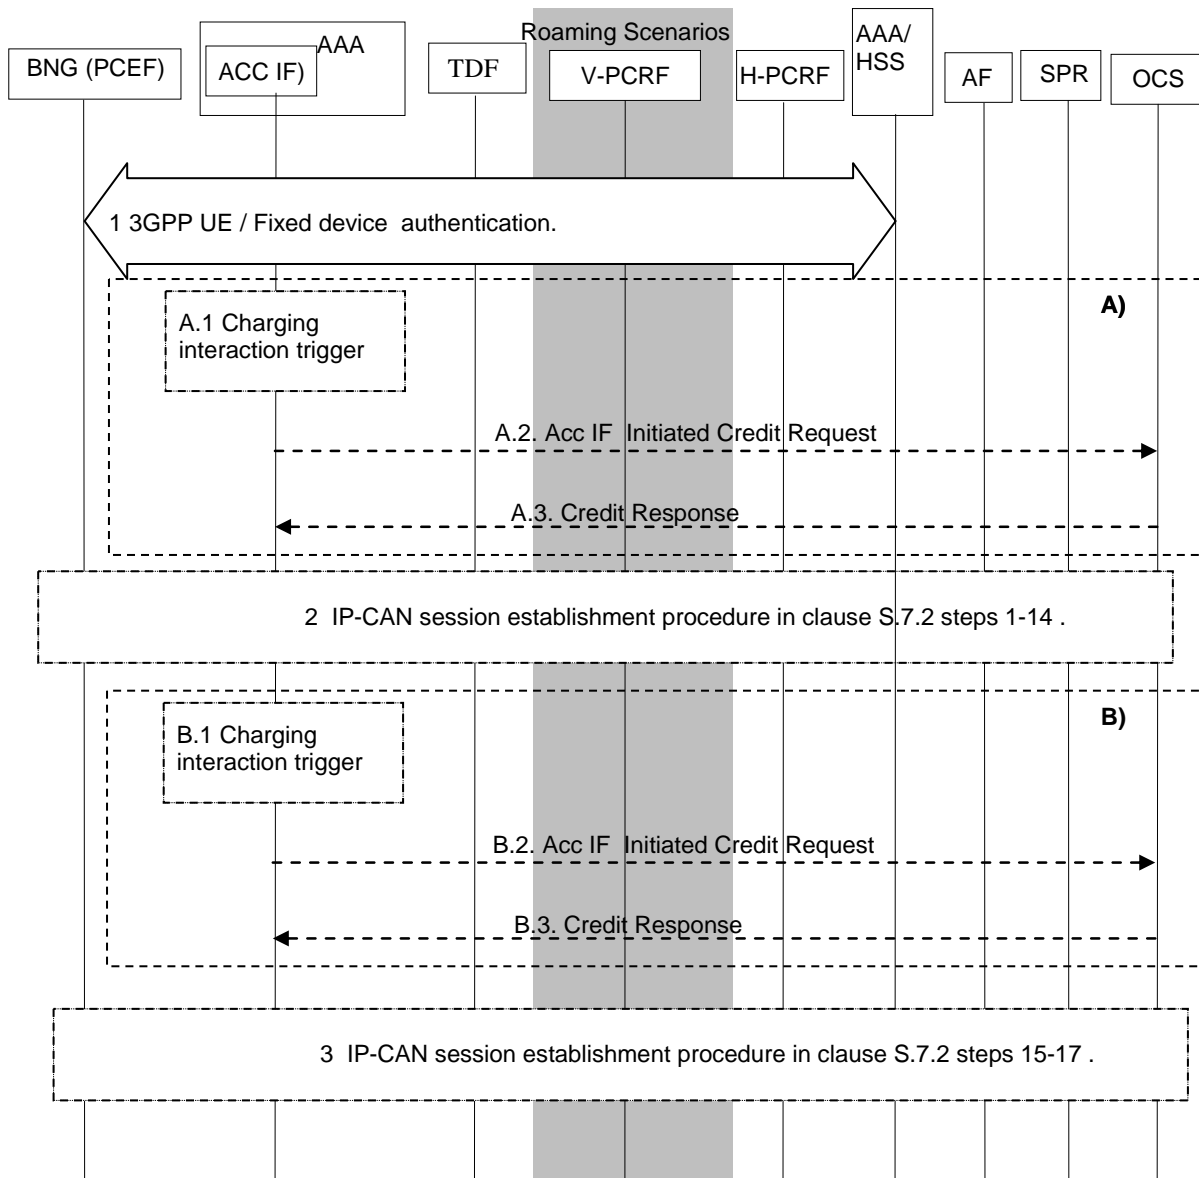 Roaming Scenarios
BNG (PCEF)
AAA
ACC IF)
TDF
V-PCRF
H-PCRF
AAA/
HSS
AF
SPR
OCS
1 3GPP UE / Fixed device  authentication.
A)
A.1 Charging
interaction trigger
A.2. Acc IF  Initiated Credit Request
A.3. Credit Response
2  IP-CAN session establishment procedure in clause S.7.2 steps 1-14 .
B)
B.1 Charging
interaction trigger
B.2. Acc IF  Initiated Credit Request
B.3. Credit Response
3  IP-CAN session establishment procedure in clause S.7.2 steps 15-17 .